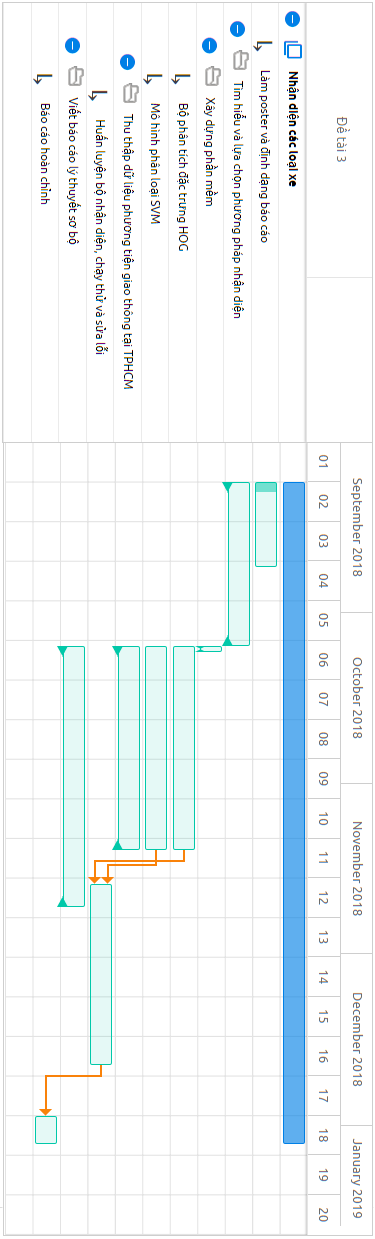 Đề tài 3
September 2018
October 2018
November 2018
December 2018
January 2019
01 02 03 04 05 06 07 08 09 10 11 12 13 14 15 16 17 18 19 20
Nhận diện các loại xe
Làm poster và định dạng báo cáo
Tìm hiểu và lựa chọn phương pháp nhận diện
Xây dựng phần mềm
Bộ phân tích đặc trưng HOG
Mô hình phân loại SVM
Thu thập dữ liệu phương tiện giao thông tại TPHCM
Huấn luyện bộ nhận diện, chạy thử và sửa lỗi
Viết báo cáo lý thuyết sơ bộ
Báo cáo hoàn chỉnh